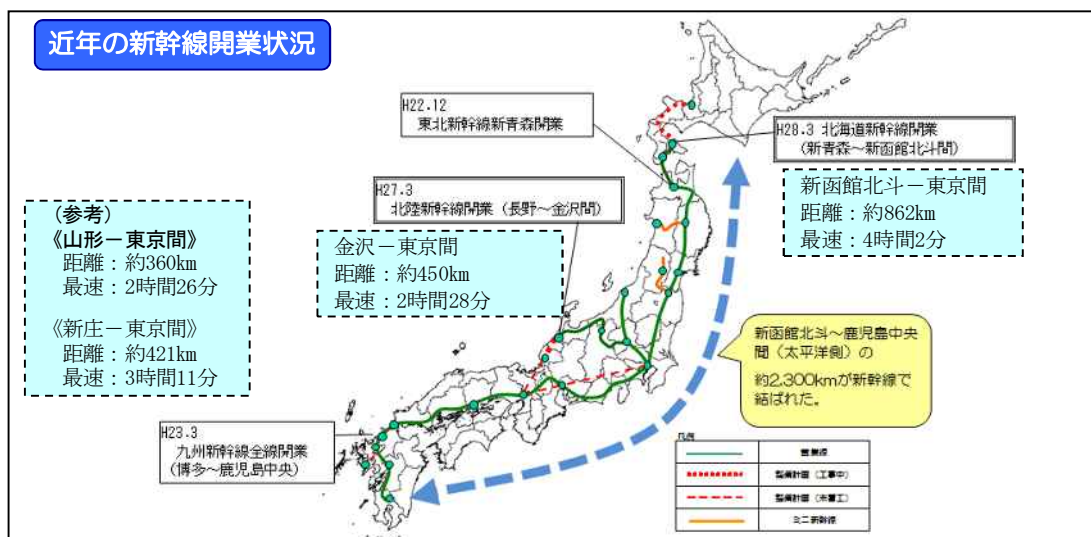 近年の新幹線開業状況
H22.12
東北新幹線新青森開業
H28.3 北海道新幹線開業
(新青森～新函館北斗間)
新函館北斗－東京間
距離：約862km
最速：4時間2分
H27.3
北陸新幹線開業（長野～金沢間）
金沢－東京間
距離：約450km
最速：2時間28分
（参考）
《山形－東京間》
距離：約360km
最速：2時間26分
《新庄－東京間》
距離：約421km
最速：3時間11分
新函館北斗～鹿児島中央
間（太平洋側）の
約2,300kmが新幹線で
結ばれた。
H23.3
九州新幹線全線開業
(博多～鹿児島中央)
凡例
営業線
整備計画（工事中）
整備計画（未着工）
ミニ新幹線